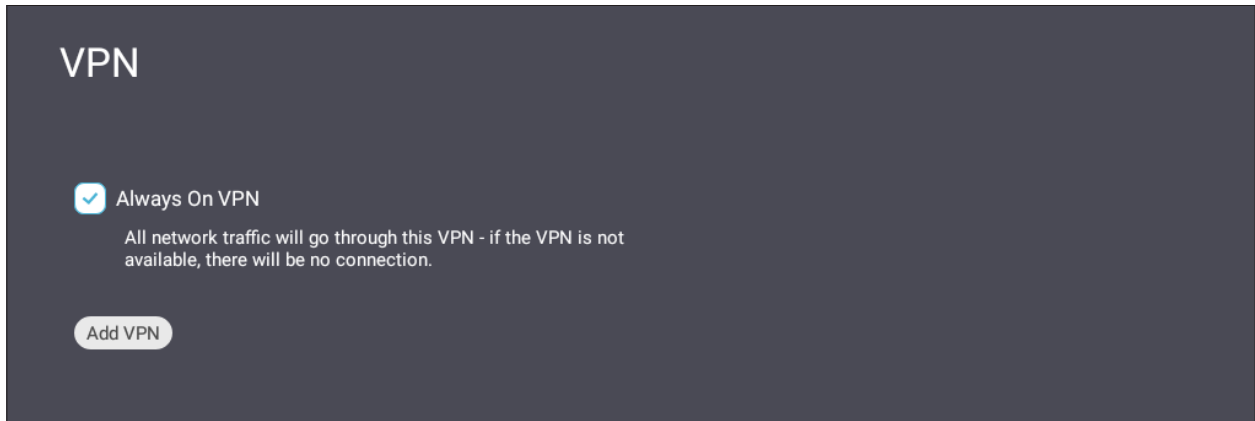 VPN
Always On VPN
All network traffic will go through this VPN - if the VPN is not
available, there will be no connection.
Add VPN